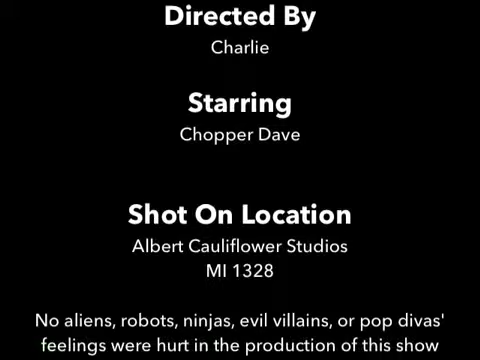 Directed By
Charlie
Starring
Chopper Dave
Shot On Location
Albert Cauliflower Studios
MI 1328
No aliens, robots, ninjas, evil villains, or pop divas'
feelings were hurt in the production of this show